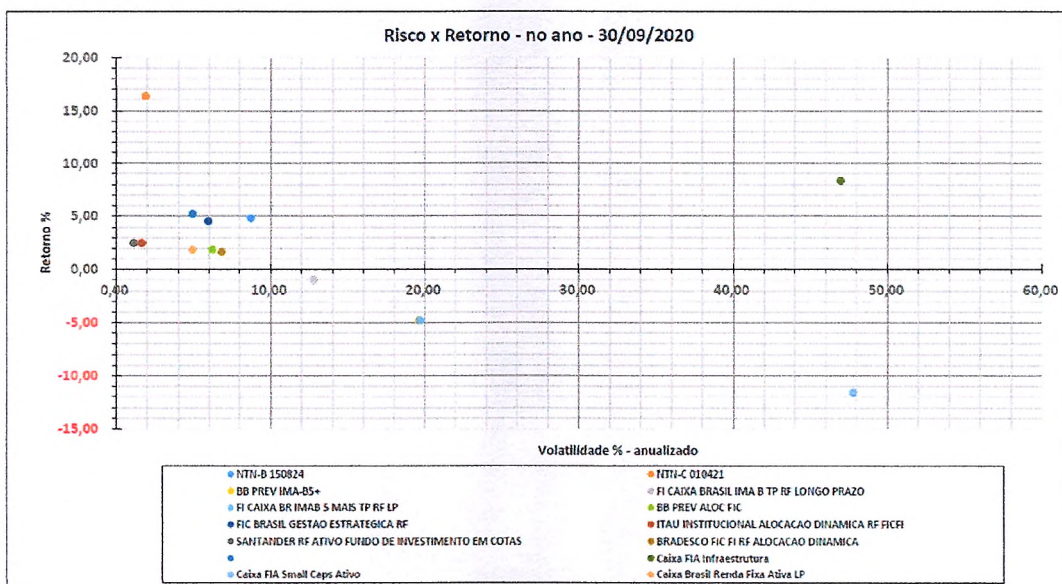 Risco x Retorno - no ano - 30/09/2020
20,00
15,00
10,00
5,00
0,00
-5,00
-10,00
-15,00
Retorno %
0,00 10,00 20,00 30,00 40,00 50,00 60,00
Volatilidade % - anualizado
NTN-B 150824
NTN-C 010421
BB PREV IMA-B5+
FI CAIXA BRASIL IMA B TP RF LONGO PRAZO
FI CAIXA BR IMAB 5 MAIS TP RF LP
BB PREV ALOC FIC
FIC BRASIL GESTAO ESTRATEGICA RF
ITAU INSTITUCIONAL ALOCACAO DINAMICA RF FICFI
SANTANDER RF ATIVO FUNDO DE INVESTIMENTO EM COTAS
BRADESCO FIC FI RF ALOCACAO DINAMICA
Caixa FIA Infraestrutura
Caixa FIA Small Caps Ativo
Caixa Brasil Renda Fixa Ativa LP